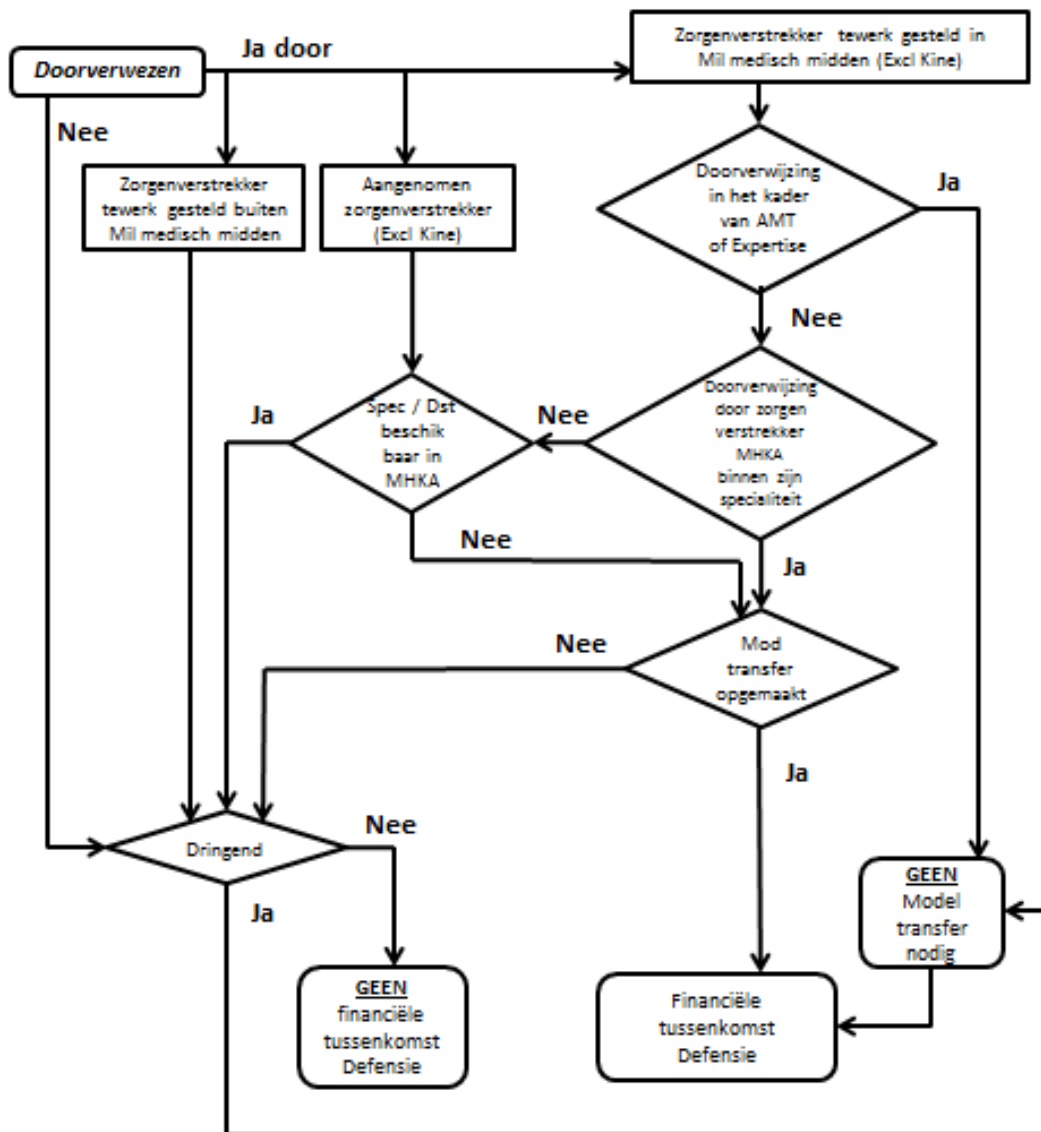 Ja door
Zorgenverstrekker tewerk gesteld in
Mil medisch midden (Excl Kine)
Doorverwezen
Nee
Zorgenverstrekker
tewerk gesteld buiten
Mil medisch midden
Aangenomen
zorgenverstrekker
(Excl Kine)
Doorverwijzing
in het kader
van AMT
of Expertise
Ja
Nee
Doorverwijzing
door zorgen
verstrekker
MHKA
binnen zijn
specialiteit
Nee
Spec / Dst
beschik
baar in
MHKA
Ja
Nee
Ja
Mod
transfer
opgemaakt
Nee
Ja
Dringend
Nee
Ja
GEEN
financiële
tussenkomst
Defensie
Financiële
tussenkomst
Defensie
GEEN
Model
transfer
nodig